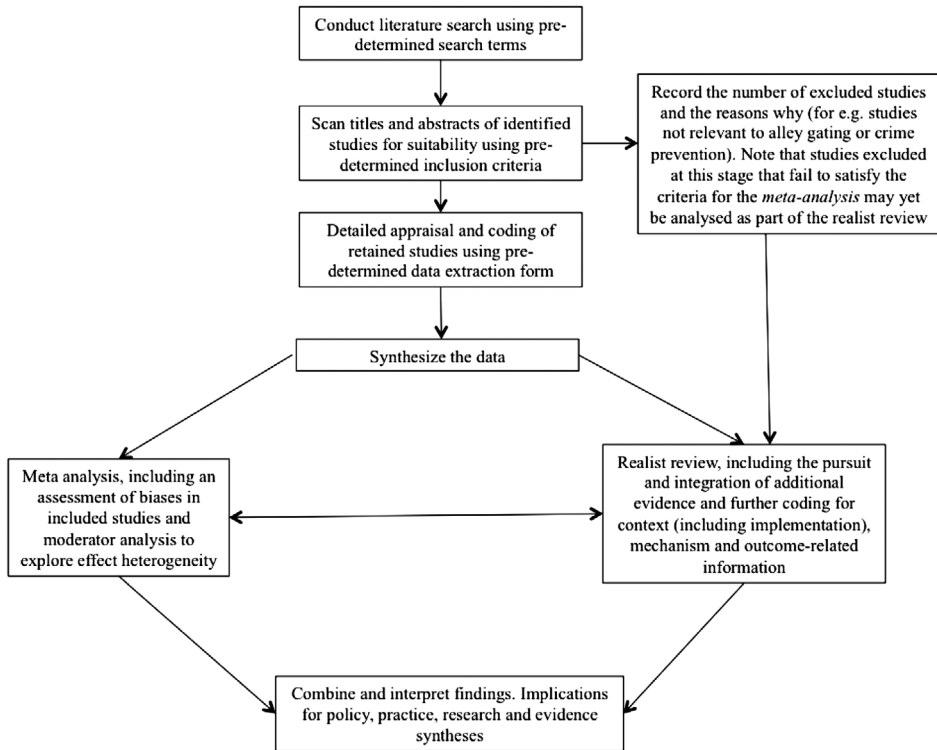 Conduct literature search using pre-
determined search terms
Scan titles and abstracts of identified
studies for suitability using pre-
determined inclusion criteria
Record the number of excluded studies
and the reasons why (for e.g. studies
not relevant to alley gating or crime
prevention). Note that studies excluded
at this stage that fail to satisfy the
criteria for the meta-analysis may yet
be analysed as part of the realist review
Detailed appraisal and coding of
retained studies using pre-
determined data extraction form
Synthesize the data
Meta analysis, including an
assessment of biases in
included studies and
moderator analysis to
explore effect heterogeneity
Realist review, including the pursuit
and integration of additional
evidence and further coding for
context (including implementation),
mechanism and outcome-related
information
Combine and interpret findings. Implications
for policy, practice, research and evidence
syntheses